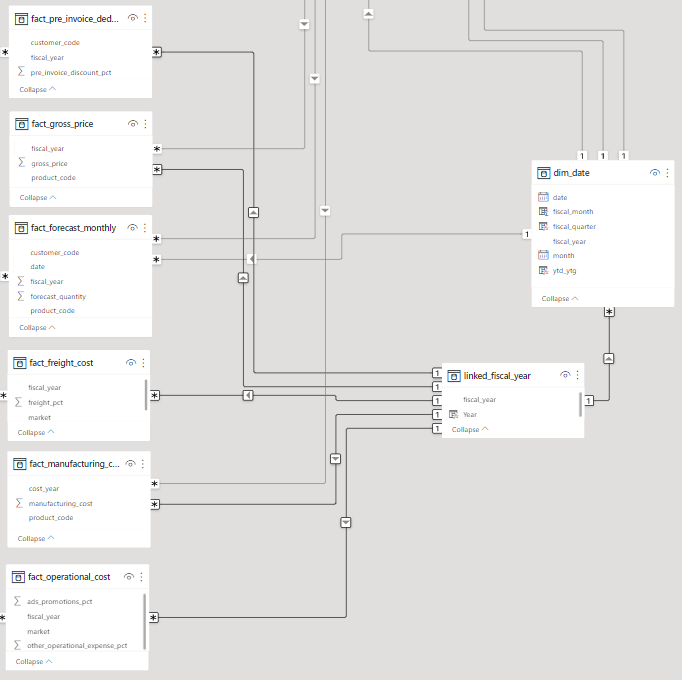 fact_pre_invoice_ded...
customer_code
fiscal_year
pre_invoice_discount_pct
Collapse
fact_gross_price
fiscal_year
gross_price
product_code
Collapse
fact_forecast_monthly
customer_code
date
fiscal_year
forecast_quantity
product_code
Collapse
fact_freight_cost
fiscal_year
freight_pct
market
Collapse
fact_manufacturing_c...
cost_year
manufacturing_cost
product_code
Collapse
fact_operational_cost
ads_promotions_pct
fiscal_year
market
other_operational_expense_pct
Collapse
1 1 1
dim_date
date
fiscal_month
fiscal_quarter
fiscal_year
month
ytd_ytg
Collapse
1
linked_fiscal_year
fiscal_year
Year
Collapse
1
1
1
1
1
1